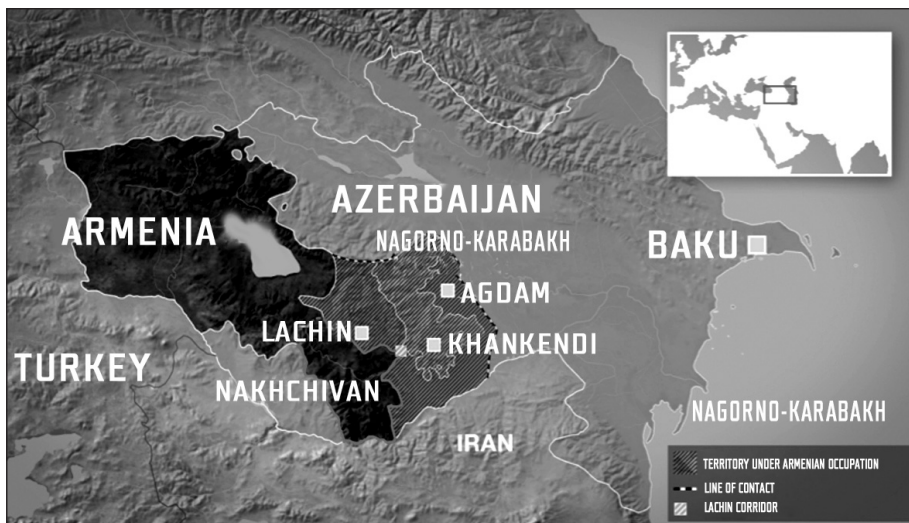 AZERBAIJAN
ARMENIA
NAGORNO-KARABAKH
BAKU
AGDAM
LACHIN
KHANKENDI
TURKEY
NAKHCHIVAN
NAGORNO-KARABAKH
IRAN
TERRITORY UNDER ARMENIAN OCCUPATION
LINE OF CONTACT
LACHIN CORRIDOR